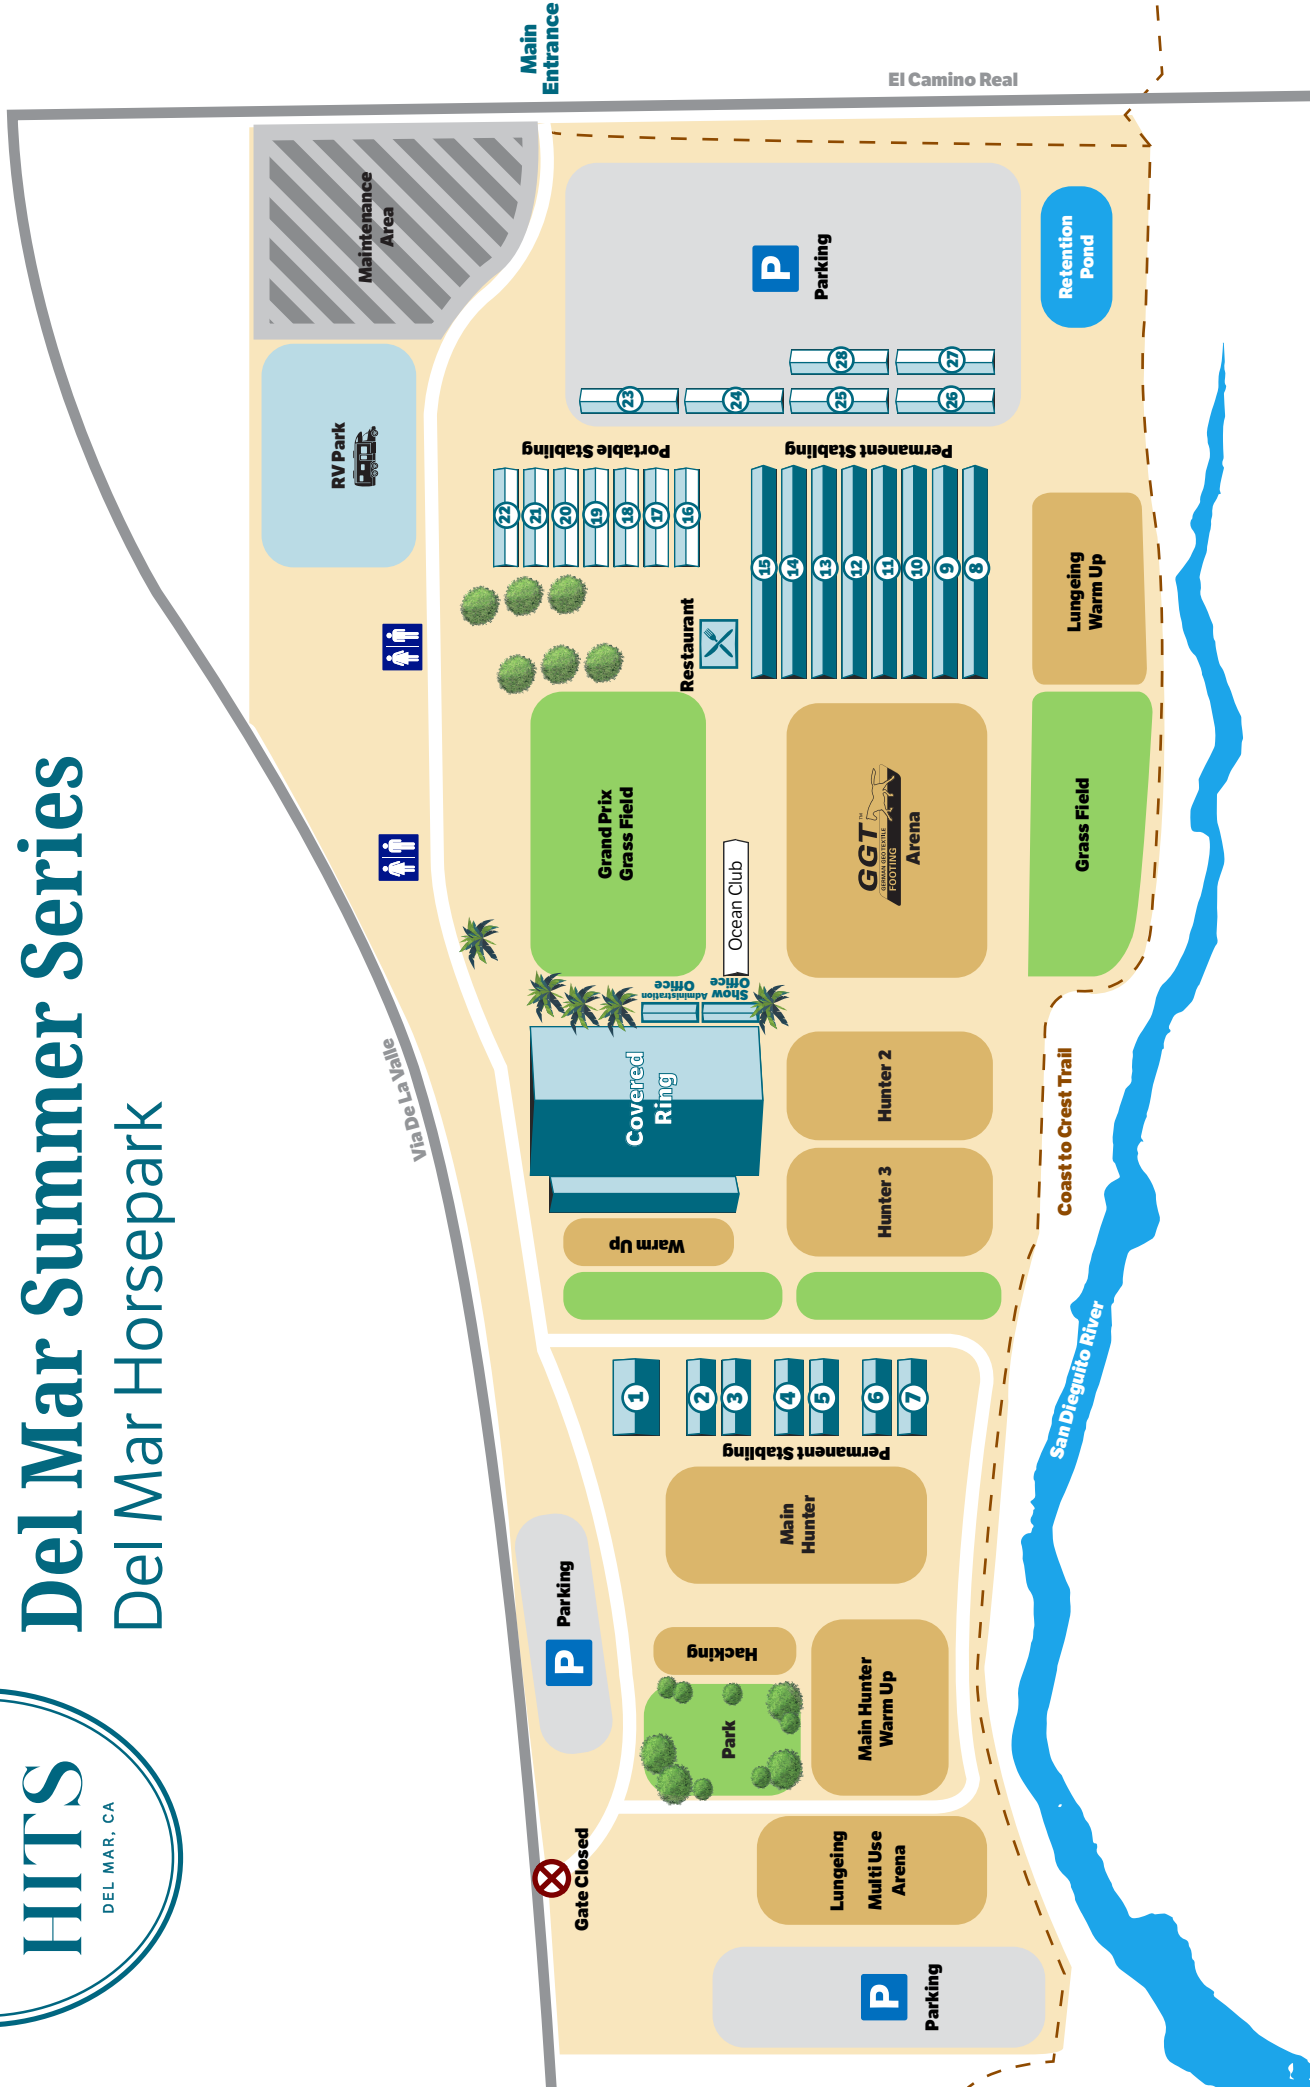 HITS
DEL MAR, CA
Del Mar Summer Series
Del Mar Horsepark
Via De La Valle
Main
Entrance
El Camino Real
Maintenance
Area
RV Park
P
Parking
Retention
Pond
23
24
25
26
27
28
Portable Stabling
22
21
20
19
18
17
16
Permanent Stabling
15
14
13
12
11
10
9
8
Restaurant
Lungeing
Warm Up
Grand Prix
Grass Field
Ocean Club
GGT™
GERMAN GEO TEXTILE
FOOTING
Arena
Grass Field
Administration
Office
Show
Office
Covered
Ring
Hunter 2
Hunter 3
Warm Up
Coast to Crest Trail
San Dieguito River
1
2
3
4
5
6
7
Permanent Stabling
Main
Hunter
P
Parking
Hacking
Park
Main Hunter
Warm Up
Gate Closed
Lungeing
Multi Use
Arena
P
Parking